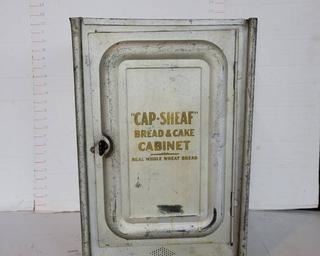 "CAP-SHEAF"
BREAD & CAKE
CABINET
REAL WHOLE WHEAT BREAD